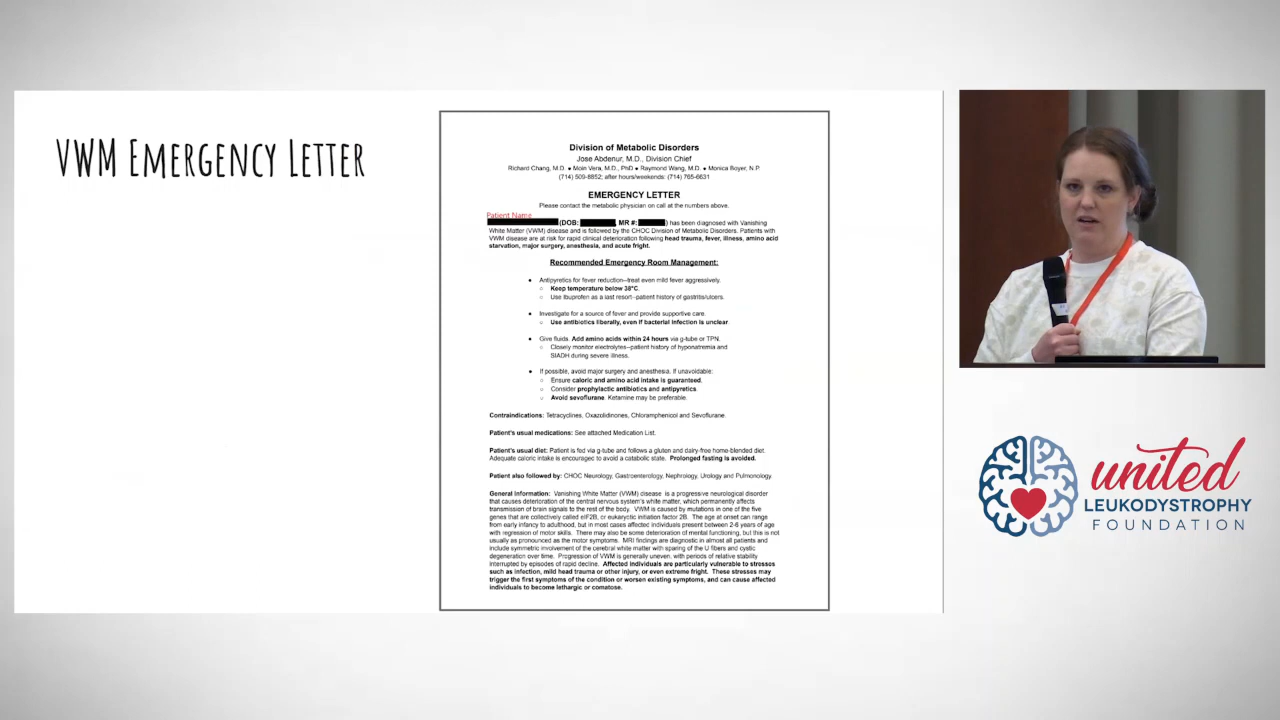 VWM Emergency Letter
Division of Metabolic Disorders
Jose Abdenur, M.D., Division Chief
Richard Chang, M.D. ● Moin Vera, M.D., PhD ● Raymond Wang, M.D. ● Monica Boyer, N.P.
(714) 509-8852; after hours/weekends: (714) 765-6631
EMERGENCY LETTER
Please contact the metabolic physician on call at the numbers above.
Patient Name
(DOB: , MR #: ) has been diagnosed with Vanishing
White Matter (VWM) disease and is followed by the CHOC Division of Metabolic Disorders. Patients with
VWM disease are at risk for rapid clinical deterioration following head trauma, fever, illness, amino acid
starvation, major surgery, anesthesia, and acute fright.
Recommended Emergency Room Management:
● Antipyretics for fever reduction--treat even mild fever aggressively.
○ Keep temperature below 38°C.
○ Use Ibuprofen as a last resort--patient history of gastritis/ulcers.
● Investigate for a source of fever and provide supportive care.
○ Use antibiotics liberally, even if bacterial infection is unclear.
● Give fluids. Add amino acids within 24 hours via g-tube or TPN.
○ Closely monitor electrolytes--patient history of hyponatremia and
SIADH during severe illness.
● If possible, avoid major surgery and anesthesia. If unavoidable:
○ Ensure caloric and amino acid intake is guaranteed.
○ Consider prophylactic antibiotics and antipyretics.
○ Avoid sevoflurane. Ketamine may be preferable.
Contraindications: Tetracyclines, Oxazolidinones, Chloramphenicol and Sevoflurane.
Patient's usual medications: See attached Medication List.
Patient's usual diet: Patient is fed via g-tube and follows a gluten and dairy-free home-blended diet.
Adequate caloric intake is encouraged to avoid a catabolic state. Prolonged fasting is avoided.
Patient also followed by: CHOC Neurology, Gastroenterology, Nephrology, Urology and Pulmonology.
General information: Vanishing White Matter (VWM) disease is a progressive neurological disorder
that causes deterioration of the central nervous system's white matter, which permanently affects
transmission of brain signals to the rest of the body. VWM is caused by mutations in one of the five
genes that are collectively called eIF2B, or eukaryotic initiation factor 2B. The age at onset can range
from early infancy to adulthood, but in most cases affected individuals present between 2-6 years of age
with regression of motor skills. There may also be some deterioration of mental functioning, but this is not
usually as pronounced as the motor symptoms. MRI findings are diagnostic in almost all patients and
include symmetric involvement of the cerebral white matter with sparing of the U fibers and cystic
degeneration over time. Progression of VWM is generally uneven, with periods of relative stability
interrupted by episodes of rapid decline. Affected individuals are particularly vulnerable to stresses
such as infection, mild head trauma or other injury, or even extreme fright. These stresses may
trigger the first symptoms of the condition or worsen existing symptoms, and can cause affected
individuals to become lethargic or comatose.
united
LEUKODYSTROPHY
FOUNDATION